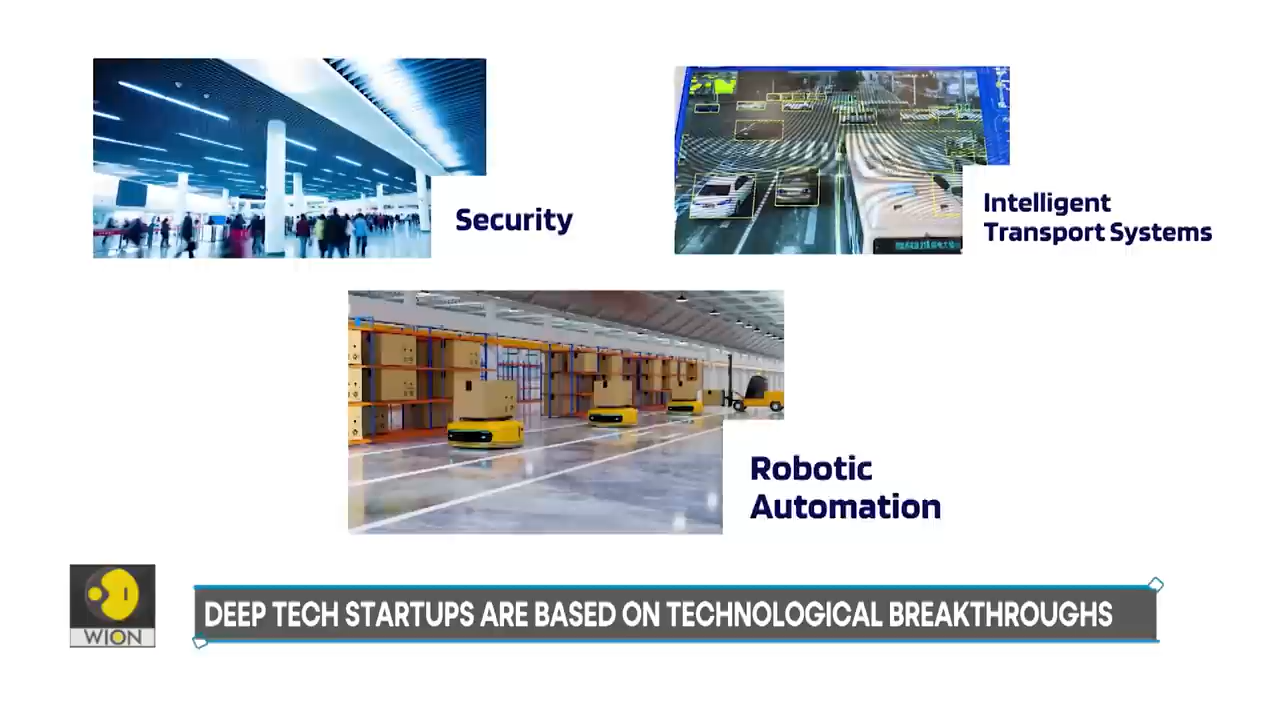 Security
Intelligent
Transport Systems
Robotic
Automation
DEEP TECH STARTUPS ARE BASED ON TECHNOLOGICAL BREAKTHROUGHS
WION